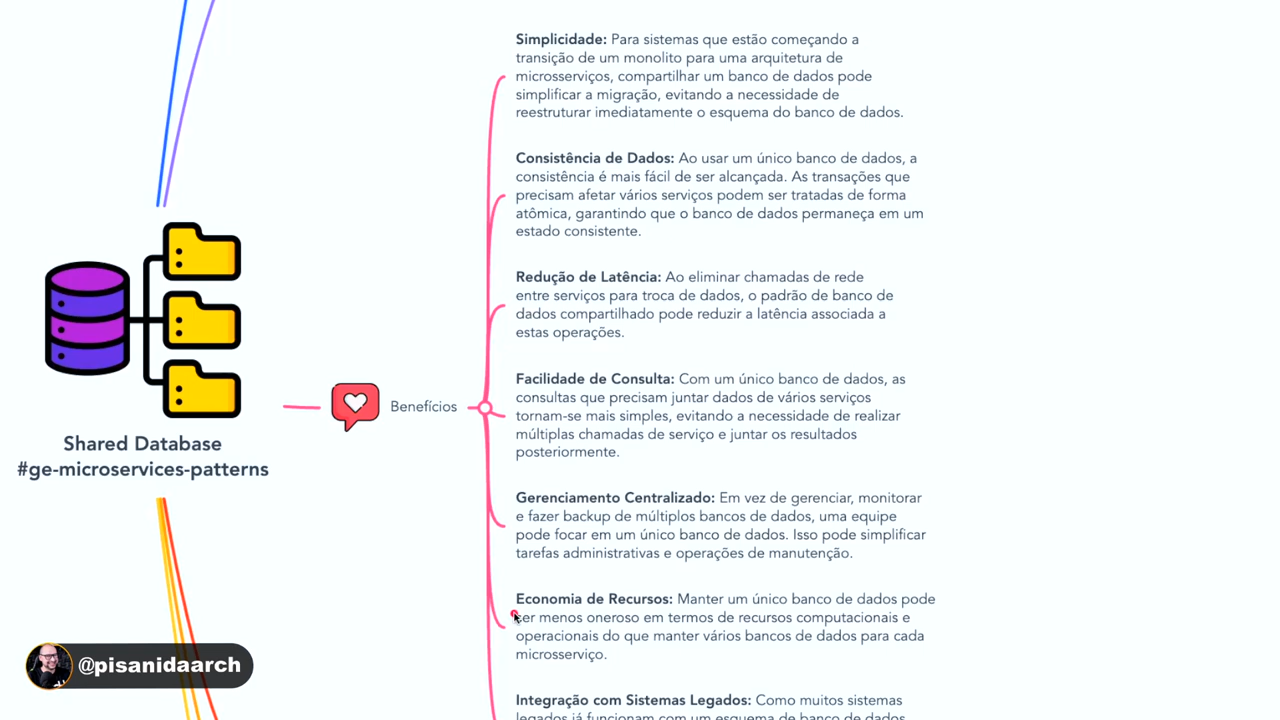 Simplicidade: Para sistemas que estão começando a
transição de um monolito para uma arquitetura de
microsserviços, compartilhar um banco de dados pode
simplificar a migração, evitando a necessidade de
reestruturar imediatamente o esquema do banco de dados.
Consistência de Dados: Ao usar um único banco de dados, a
consistência é mais fácil de ser alcançada. As transações que
precisam afetar vários serviços podem ser tratadas de forma
atômica, garantindo que o banco de dados permaneça em um
estado consistente.
Redução de Latência: Ao eliminar chamadas de rede
entre serviços para troca de dados, o padrão de banco de
dados compartilhado pode reduzir a latência associada a
estas operações.
Facilidade de Consulta: Com um único banco de dados, as
consultas que precisam juntar dados de vários serviços
tornam-se mais simples, evitando a necessidade de realizar
múltiplas chamadas de serviço e juntar os resultados
posteriormente.
Benefícios
Shared Database
#ge-microservices-patterns
Gerenciamento Centralizado: Em vez de gerenciar, monitorar
e fazer backup de múltiplos bancos de dados, uma equipe
pode focar em um único banco de dados. Isso pode simplificar
tarefas administrativas e operações de manutenção.
Economia de Recursos: Manter um único banco de dados pode
ser menos oneroso em termos de recursos computacionais e
operacionais do que manter vários bancos de dados para cada
microsserviço.
@pisanidaarch
Integração com Sistemas Legados: Como muitos sistemas
legados já funcionam com um esquema de banco de dados